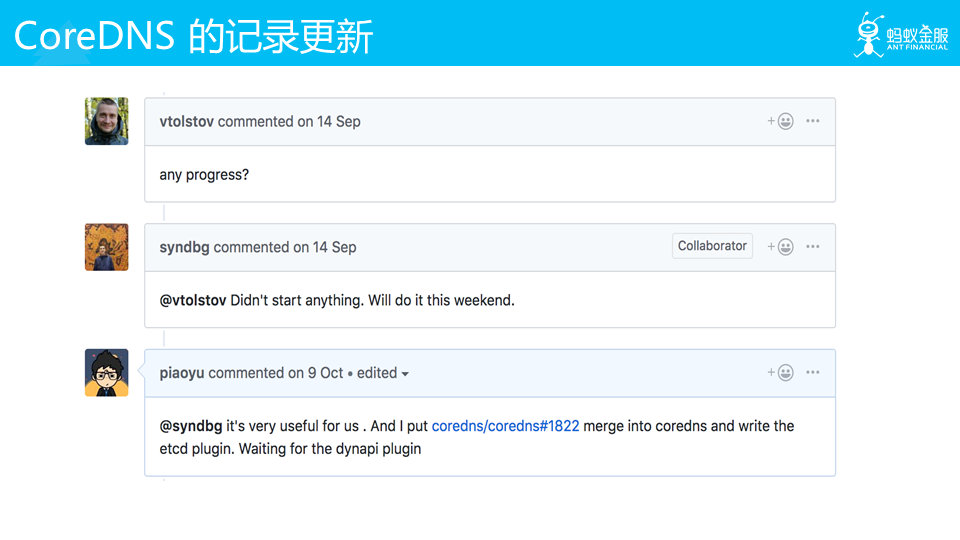 CoreDNS 的记录更新
蚂蚁金服
ANT FINANCIAL
vtolstov commented on 14 Sep
any progress?
syndbg commented on 14 Sep
Collaborator
@vtolstov Didn't start anything. Will do it this weekend.
piaoyu commented on 9 Oct • edited
@syndbg it's very useful for us . And I put coredns/coredns#1822 merge into coredns and write the
etcd plugin. Waiting for the dynapi plugin